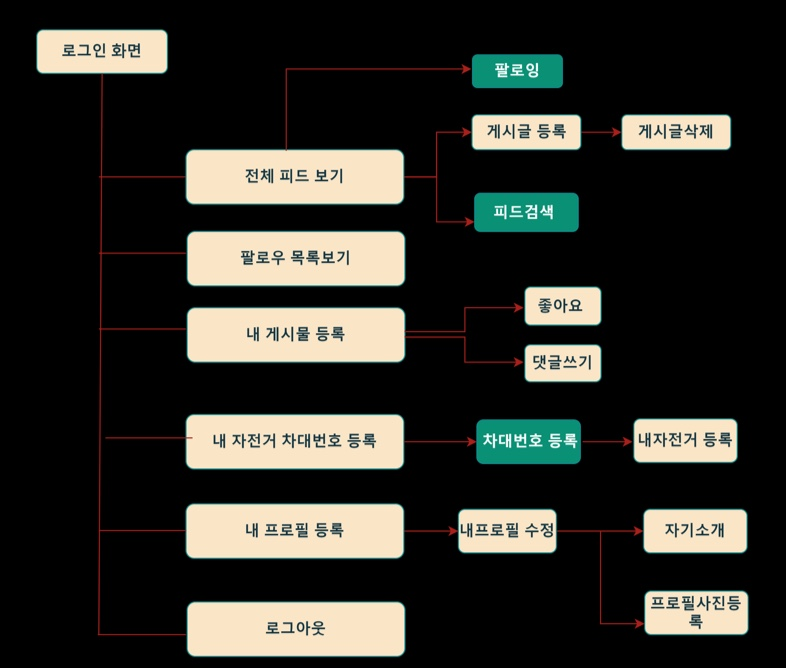 로그인 화면
팔로잉
게시글 등록
게시글삭제
전체 피드 보기
피드검색
팔로우 목록보기
좋아요
내 게시물 등록
댓글쓰기
내 자전거 차대번호 등록
차대번호 등록
내자전거 등록
내 프로필 등록
내프로필 수정
자기소개
프로필사진등
록
로그아웃